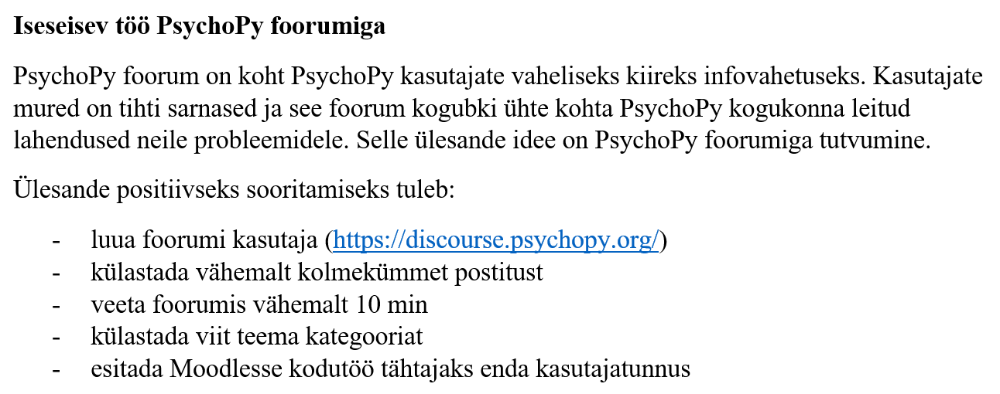 Iseseisev töö PsychoPy foorumiga
PsychoPy foorum on koht PsychoPy kasutajate vaheliseks kiireks infovahetuseks. Kasutajate
mured on tihti sarnased ja see foorum kogubki ühte kohta PsychoPy kogukonna leitud
lahendused neile probleemidele. Selle ülesande idee on PsychoPy foorumiga tutvumine.
Ülesande positiivseks sooritamiseks tuleb:
- luua foorumi kasutaja (https://discourse.psychopy.org/)
- külastada vähemalt kolmekümmet postitust
- veeta foorumis vähemalt 10 min
- külastada viit teema kategooriat
- esitada Moodlesse kodutöö tähtajaks enda kasutajatunnus